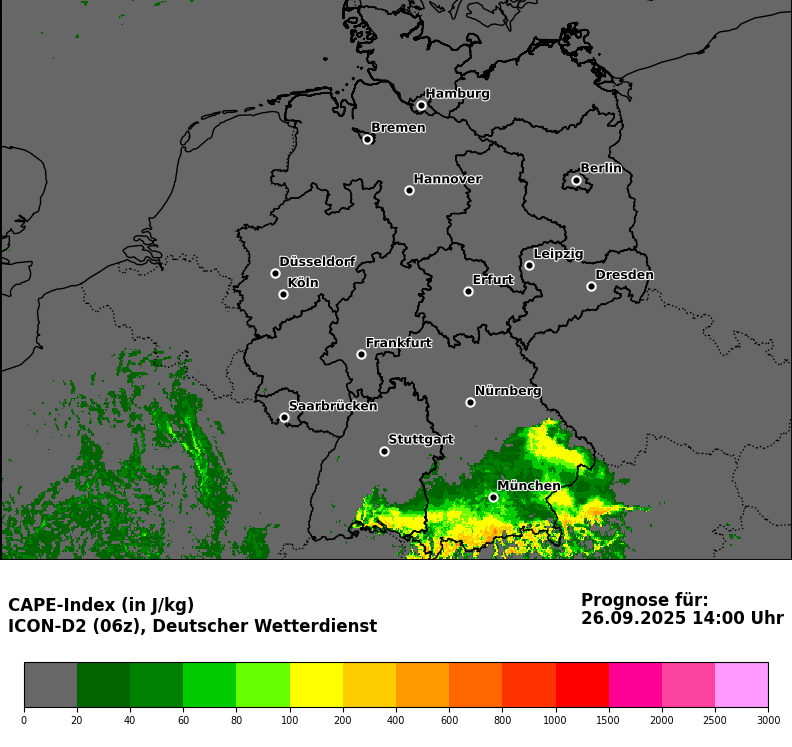 Hamburg
Bremen
Berlin
Hannover
Leipzig
Düsseldorf
Dresden
Köln
Erfurt
Frankfurt
Nürnberg
Saarbrücken
Stuttgart
München
CAPE-Index (in J/kg)
ICON-D2 (06z), Deutscher Wetterdienst
Prognose für:
26.09.2025 14:00 Uhr
0 20 40 60 80 100 200 400 600 800 1000 1500 2000 2500 3000